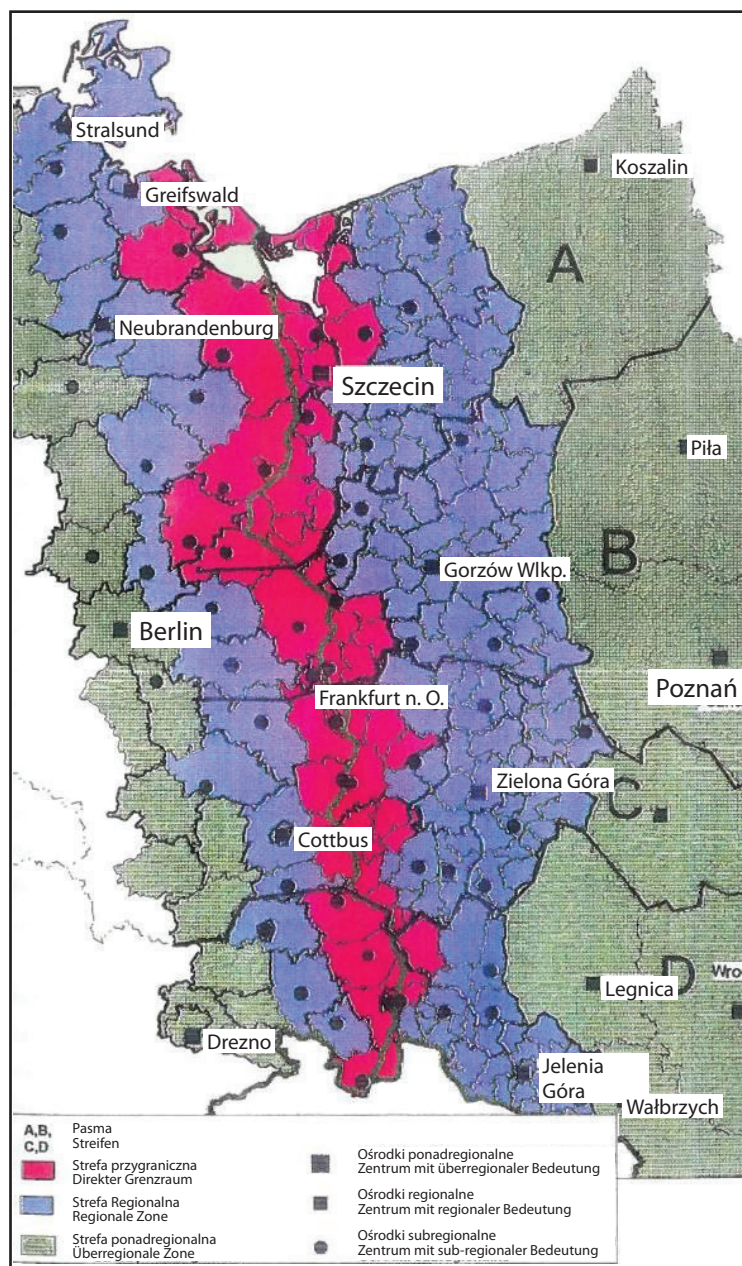 Stralsund
Koszalin
Greifswald
A
Neubrandenburg
Szczecin
Piła
B
Gorzów Wlkp.
Berlin
Poznań
Frankfurt n. O.
Zielona Góra
C
Cottbus
D
Wroc
Legnica
Drezno
Jelenia
Góra
Wałbrzych
A,B,
C,D
Pasma
Streifen
Strefa przygraniczna
Direkter Grenzraum
Strefa Regionalna
Regionale Zone
Strefa ponadregionalna
Überregionale Zone
Ośrodki ponadregionalne
Zentrum mit überregionaler Bedeutung
Ośrodki regionalne
Zentrum mit regionaler Bedeutung
Ośrodki subregionalne
Zentrum mit sub-regionaler Bedeutung